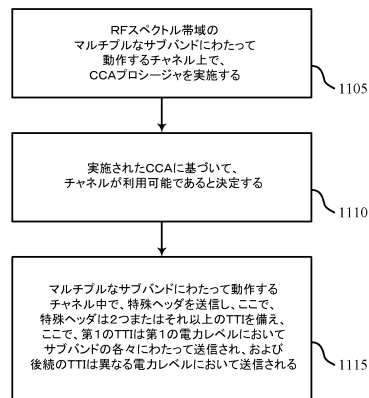 ＲＦスペクトル帯域の
マルチプルなサブバンドにわたって
動作するチャネル上で、
ＣＣＡプロシージャを実施する
1105
実施されたＣＣＡに基づいて、
チャネルが利用可能であると決定する
1110
マルチプルなサブバンドにわたって動作する
チャネル中で、特殊ヘッダを送信し、ここで、
特殊ヘッダは２つまたはそれ以上のＴＴＩを備え、
ここで、第１のＴＴＩは第１の電力レベルにおいて
サブバンドの各々にわたって送信され、および
後続のＴＴＩは異なる電力レベルにおいて送信される
1115